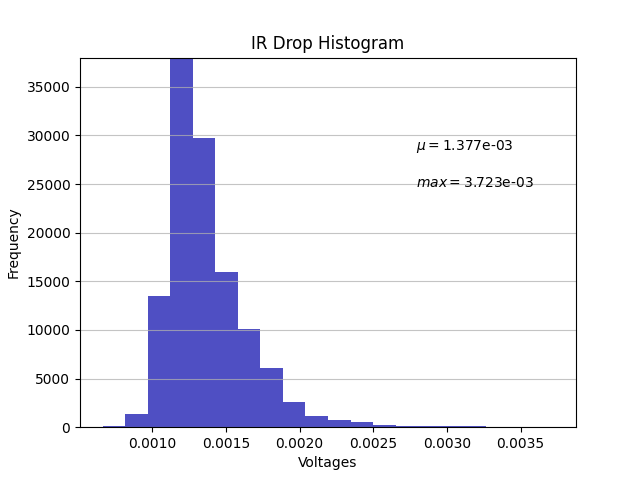 IR Drop Histogram
35000
30000
25000
20000
15000
10000
5000
0
Frequency
μ = 1.377e-03
max = 3.723e-03
0.0010 0.0015 0.0020 0.0025 0.0030 0.0035
Voltages